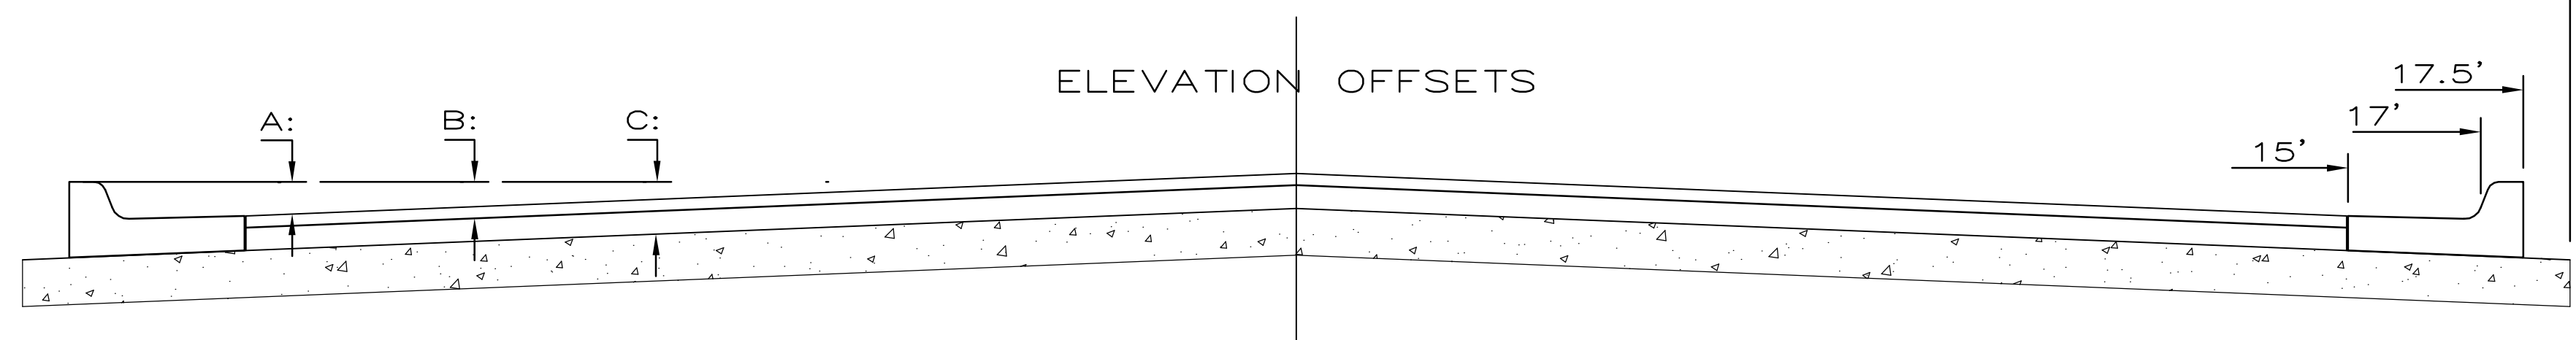 ELEVATION OFFSETS
17.5’
17’
A:
B:
C:
15’